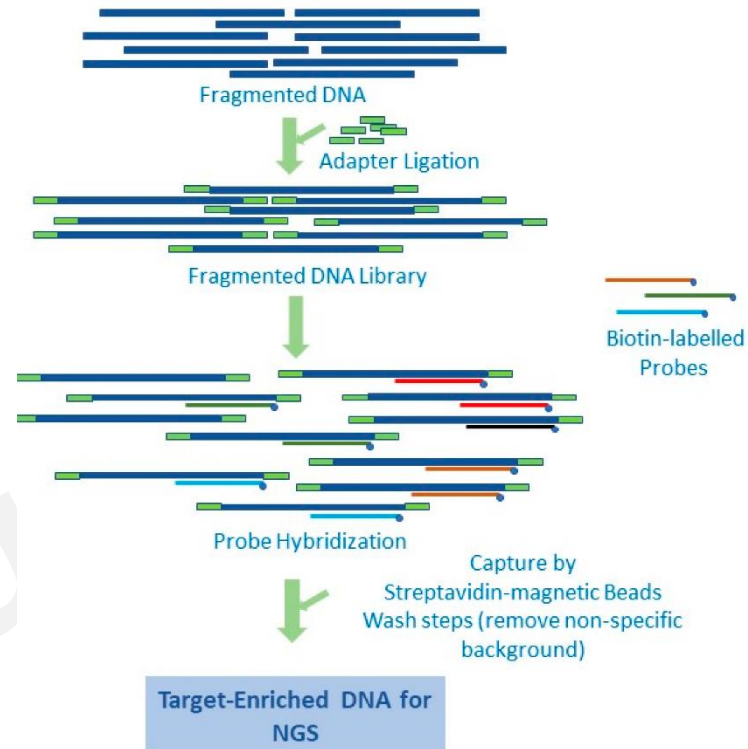 Fragmented DNA
Adapter Ligation
Fragmented DNA Library
Biotin-labelled
Probes
Probe Hybridization
Capture by
Streptavidin-magnetic Beads
Wash steps (remove non-specific
background)
Target-Enriched DNA for
NGS